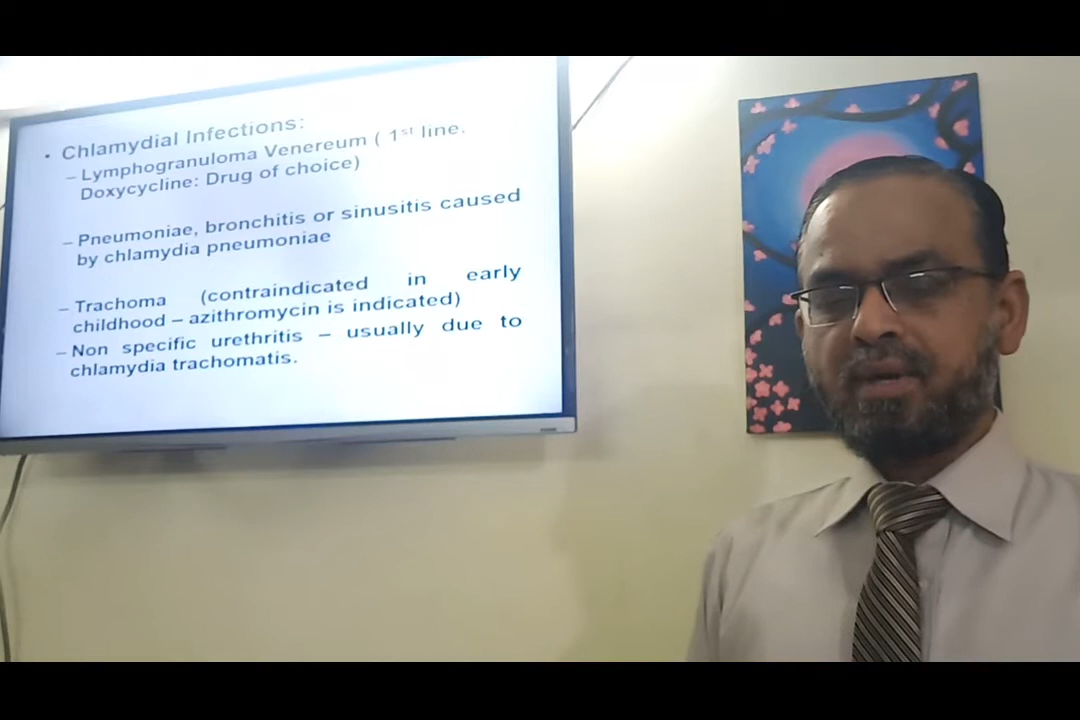 • Chlamydial Infections:
– Lymphogranuloma Venereum ( 1st line.
Doxycycline: Drug of choice)
– Pneumoniae, bronchitis or sinusitis caused
by chlamydia pneumoniae
– Trachoma (contraindicated in early
childhood – azithromycin is indicated)
– Non specific urethritis – usually due to
chlamydia trachomatis.